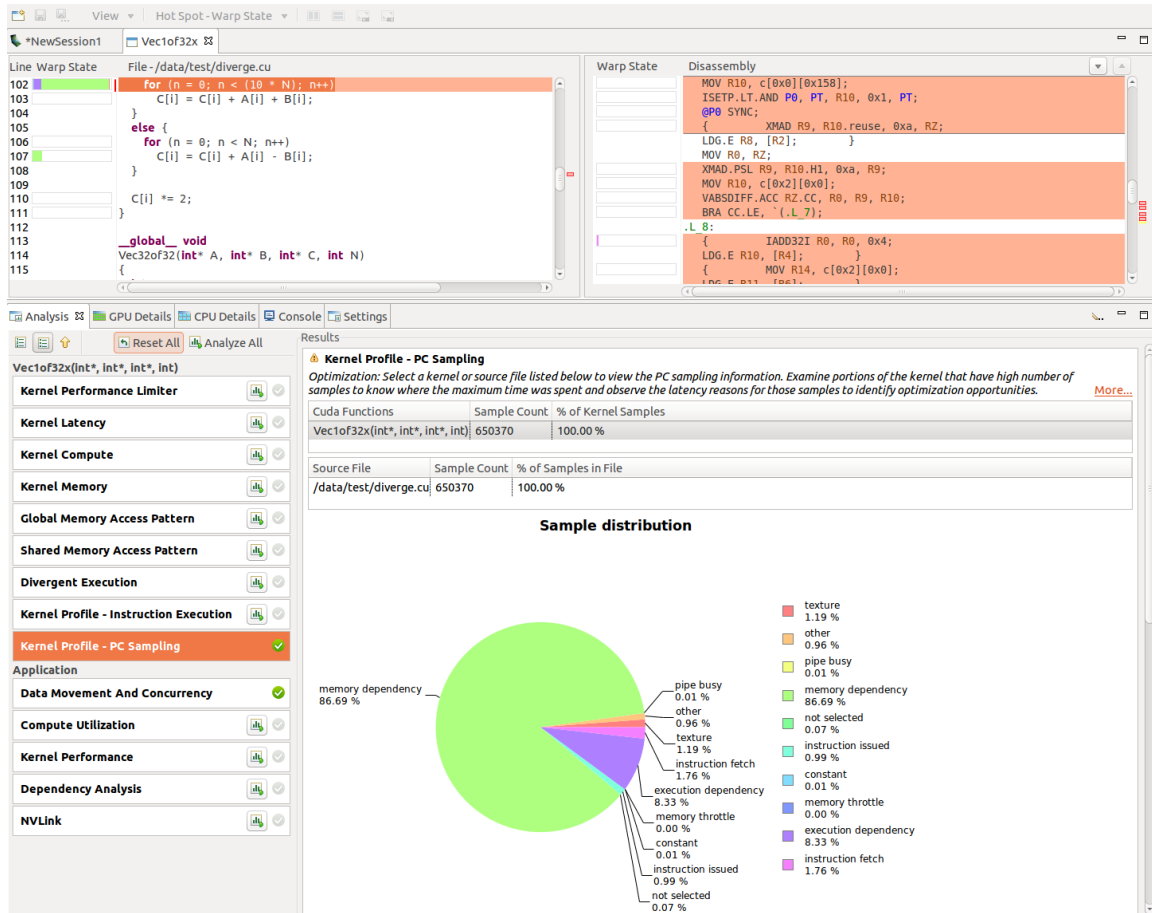 View Hot Spot - Warp State
*NewSession1 Vec1of32x
Line Warp State File - /data/test/diverge.cu
102 for (n = 0; n < (10 * N); n++)
103 C[i] = C[i] + A[i] + B[i];
104 }
105 else {
106 for (n = 0; n < N; n++)
107 C[i] = C[i] + A[i] - B[i];
108 }
109
110 C[i] *= 2;
111 }
112
113 __global__ void
114 Vec32of32(int* A, int* B, int* C, int N)
115 {
Warp State Disassembly
MOV R10, c[0x0][0x158];
ISETP.LT.AND P0, PT, R10, 0x1, PT;
@P0 SYNC;
{ XMAD R9, R10.reuse, 0xa, RZ;
LDG.E R8, [R2]; }
MOV R0, RZ;
XMAD.PSL R9, R10.H1, 0xa, R9;
MOV R10, c[0x2][0x0];
VABSDIFF.ACC RZ.CC, R0, R9, R10;
BRA CC.LE, `(.L_7);
.L_8:
{ IADD32I R0, R0, 0x4;
LDG.E R10, [R4]; }
{ MOV R14, c[0x2][0x0];
LDG.E R11, [R6]; }
Analysis GPU Details CPU Details Console Settings
Reset All Analyze All
Vec1of32x(int*, int*, int*, int)
Kernel Performance Limiter
Kernel Latency
Kernel Compute
Kernel Memory
Global Memory Access Pattern
Shared Memory Access Pattern
Divergent Execution
Kernel Profile - Instruction Execution
Kernel Profile - PC Sampling
Application
Data Movement And Concurrency
Compute Utilization
Kernel Performance
Dependency Analysis
NVLink
Results
Kernel Profile - PC Sampling
Optimization: Select a kernel or source file listed below to view the PC sampling information. Examine portions of the kernel that have high number of
samples to know where the maximum time was spent and observe the latency reasons for those samples to identify optimization opportunities. More...
Cuda Functions Sample Count % of Kernel Samples
Vec1of32x(int*, int*, int*, int) 650370 100.00 %
Source File Sample Count % of Samples in File
/data/test/diverge.cu 650370 100.00 %
Sample distribution
memory dependency
86.69 %
pipe busy
0.01 %
other
0.96 %
texture
1.19 %
instruction fetch
1.76 %
execution dependency
8.33 %
memory throttle
0.00 %
constant
0.01 %
instruction issued
0.99 %
not selected
0.07 %
texture
1.19 %
other
0.96 %
pipe busy
0.01 %
memory dependency
86.69 %
not selected
0.07 %
instruction issued
0.99 %
constant
0.01 %
memory throttle
0.00 %
execution dependency
8.33 %
instruction fetch
1.76 %